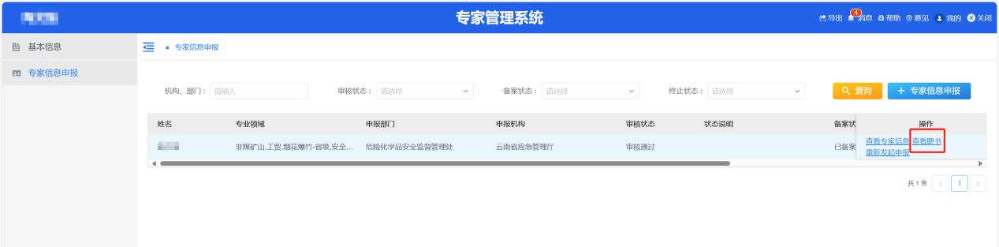 专家管理系统
导出 4 消息 帮助 意见 我的 关闭
基本信息
专家信息申报
专家信息申报
机构、部门： 请输入 审核状态： 请选择 备案状态： 请选择 终止状态： 请选择 查询 + 专家信息申报
姓名 专业领域 申报部门 申报机构 审核状态 状态说明 备案状 操作
非煤矿山,工贸,烟花爆竹-省级,安全... 危险化学品安全监督管理处 云南省应急管理厅 审核通过 已备案 查看专家信息 查看聘书
重新发起申报
共 1 条 < 1 >